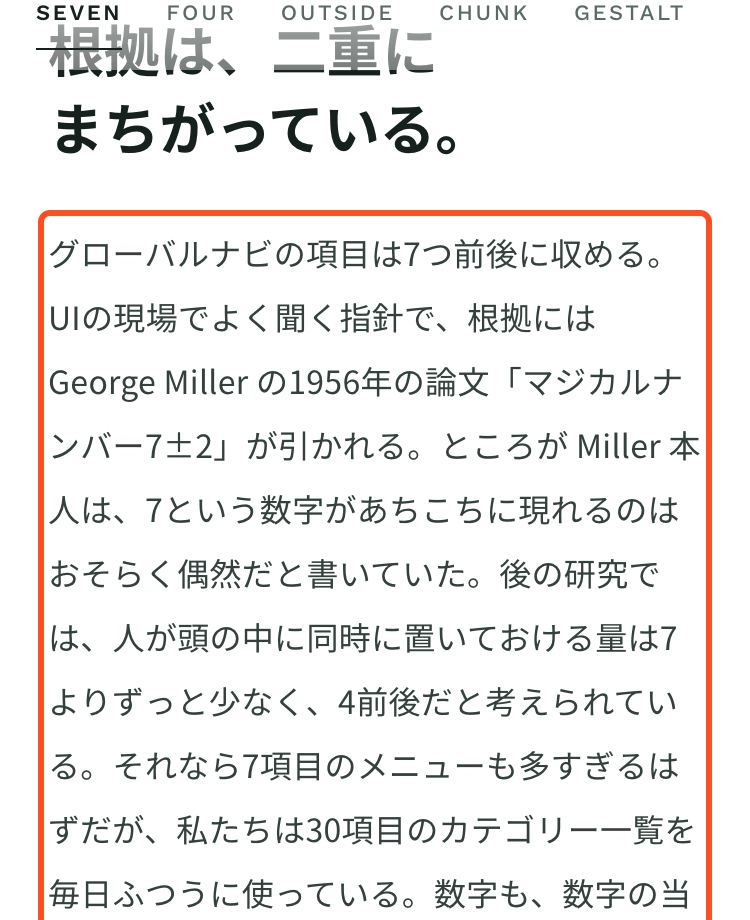 SEVEN FOUR OUTSIDE CHUNK GESTALT
根拠は、二重に
まちがっている。
グローバルナビの項目は7つ前後に収める。
UIの現場でよく聞く指針で、根拠には
George Miller の1956年の論文「マジカルナ
ンバー7±2」が引かれる。ところが Miller 本
人は、7という数字があちこちに現れるのは
おそらく偶然だと書いていた。後の研究で
は、人が頭の中に同時に置いておける量は7
よりずっと少なく、4前後だと考えられてい
る。それなら7項目のメニューも多すぎるは
ずだが、私たちは30項目のカテゴリー一覧を
毎日ふつうに使っている。数字も、数字の当